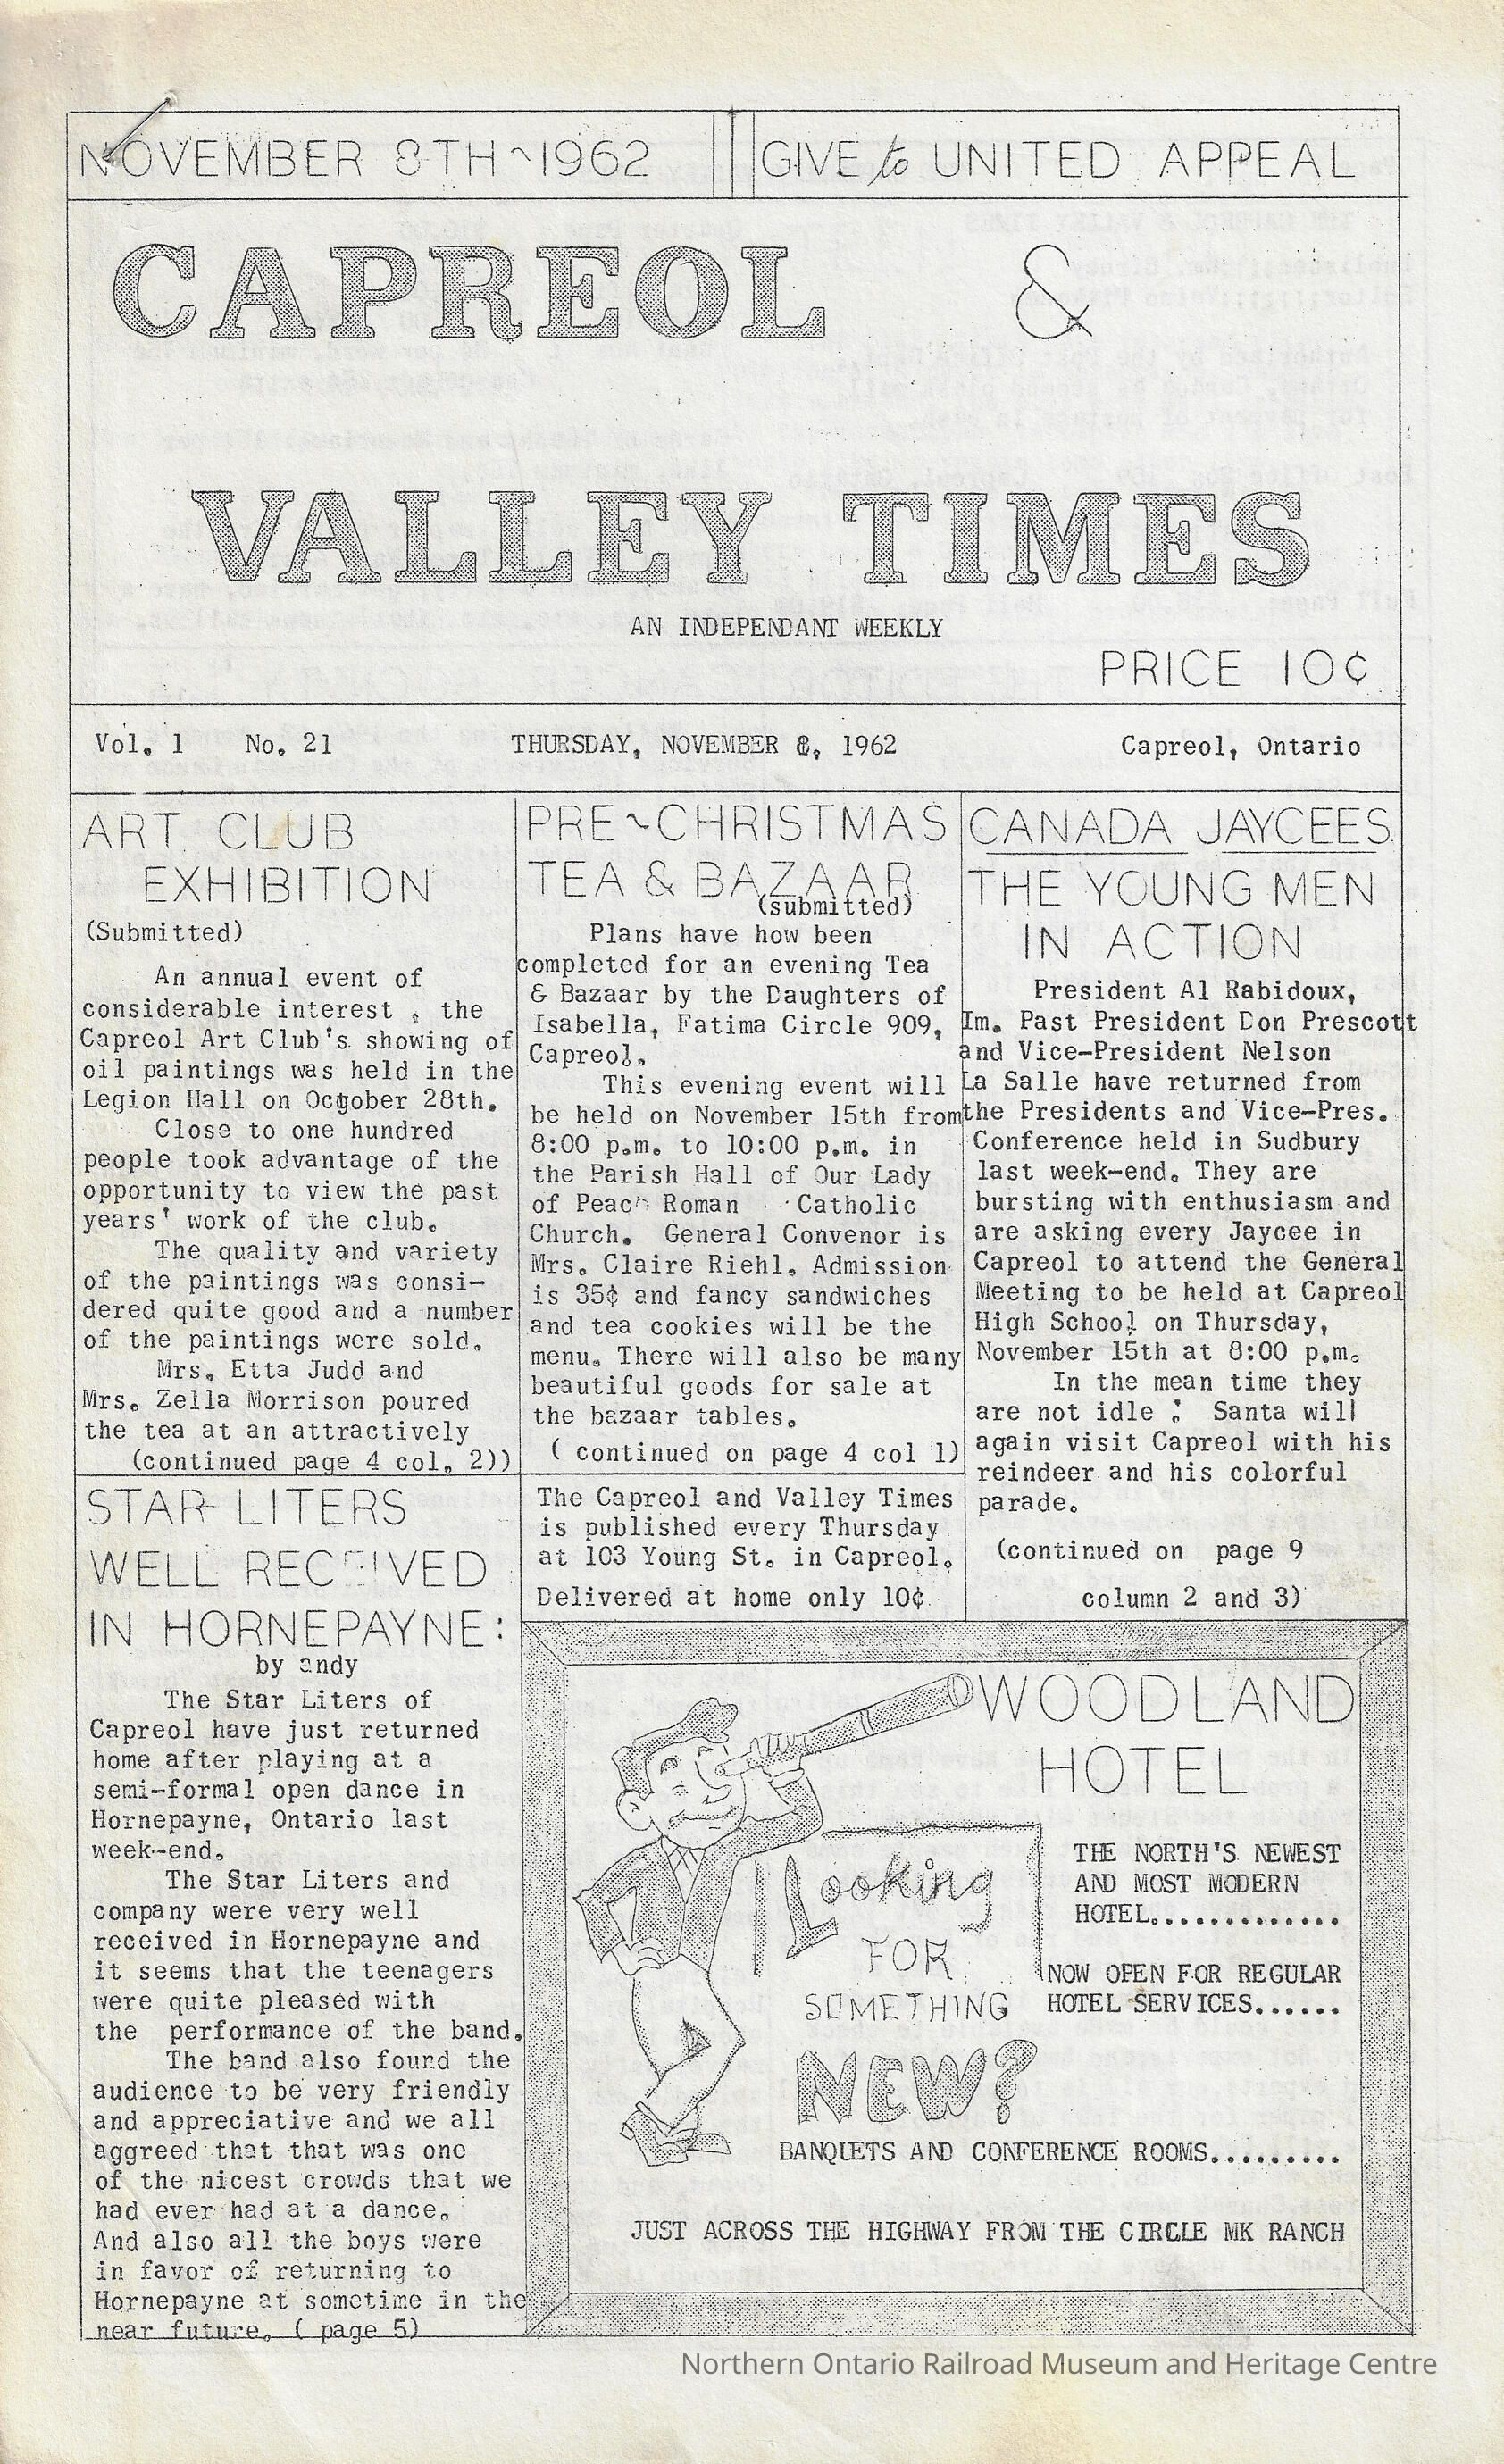 NOVEMBER 8TH ~ 1962
GIVE to UNITED APPEAL
CAPREOL &
VALLEY TIMES
AN INDEPENDANT WEEKLY
PRICE 10¢
Vol. 1 No. 21 THURSDAY, NOVEMBER 8, 1962 Capreol, Ontario
ART CLUB
EXHIBITION
(Submitted)
An annual event of
considerable interest , the
Capreol Art Club's showing of
oil paintings was held in the
Legion Hall on Ocgober 28th.
Close to one hundred
people took advantage of the
opportunity to view the past
years' work of the club.
The quality and variety
of the paintings was consi-
dered quite good and a number
of the paintings were sold.
Mrs. Etta Judd and
Mrs. Zella Morrison poured
the tea at an attractively
(continued page 4 col. 2))
STAR LITERS
WELL RECEIVED
IN HORNEPAYNE:
by andy
The Star Liters of
Capreol have just returned
home after playing at a
semi-formal open dance in
Hornepayne, Ontario last
week-end.
The Star Liters and
company were very well
received in Hornepayne and
it seems that the teenagers
were quite pleased with
the performance of the band.
The band also found the
audience to be very friendly
and appreciative and we all
aggreed that that was one
of the nicest crowds that we
had ever had at a dance.
And also all the boys were
in favor of returning to
Hornepayne at sometime in the
near future. ( page 5)
PRE~CHRISTMAS
TEA & BAZAAR
(submitted)
Plans have how been
completed for an evening Tea
& Bazaar by the Daughters of
Isabella, Fatima Circle 909,
Capreol.
This evening event will
be held on November 15th from
8:00 p.m. to 10:00 p.m. in
the Parish Hall of Our Lady
of Peace Roman Catholic
Church. General Convenor is
Mrs. Claire Riehl. Admission
is 35¢ and fancy sandwiches
and tea cookies will be the
menu. There will also be many
beautiful goods for sale at
the bazaar tables.
( continued on page 4 col 1)
The Capreol and Valley Times
is published every Thursday
at 103 Young St. in Capreol.
Delivered at home only 10¢
CANADA JAYCEES
THE YOUNG MEN
IN ACTION
President Al Rabidoux,
Im. Past President Don Prescott
and Vice-President Nelson
La Salle have returned from
the Presidents and Vice-Pres.
Conference held in Sudbury
last week-end. They are
bursting with enthusiasm and
are asking every Jaycee in
Capreol to attend the General
Meeting to be held at Capreol
High School on Thursday,
November 15th at 8:00 p.m.
In the mean time they
are not idle : Santa will
again visit Capreol with his
reindeer and his colorful
parade.
(continued on page 9
column 2 and 3)
WOODLAND
HOTEL
Looking
FOR
SOMETHING
NEW?
THE NORTH'S NEWEST
AND MOST MODERN
HOTEL.............
NOW OPEN FOR REGULAR
HOTEL SERVICES......
BANQUETS AND CONFERENCE ROOMS.........
JUST ACROSS THE HIGHWAY FROM THE CIRCLE MK RANCH
Northern Ontario Railroad Museum and Heritage Centre